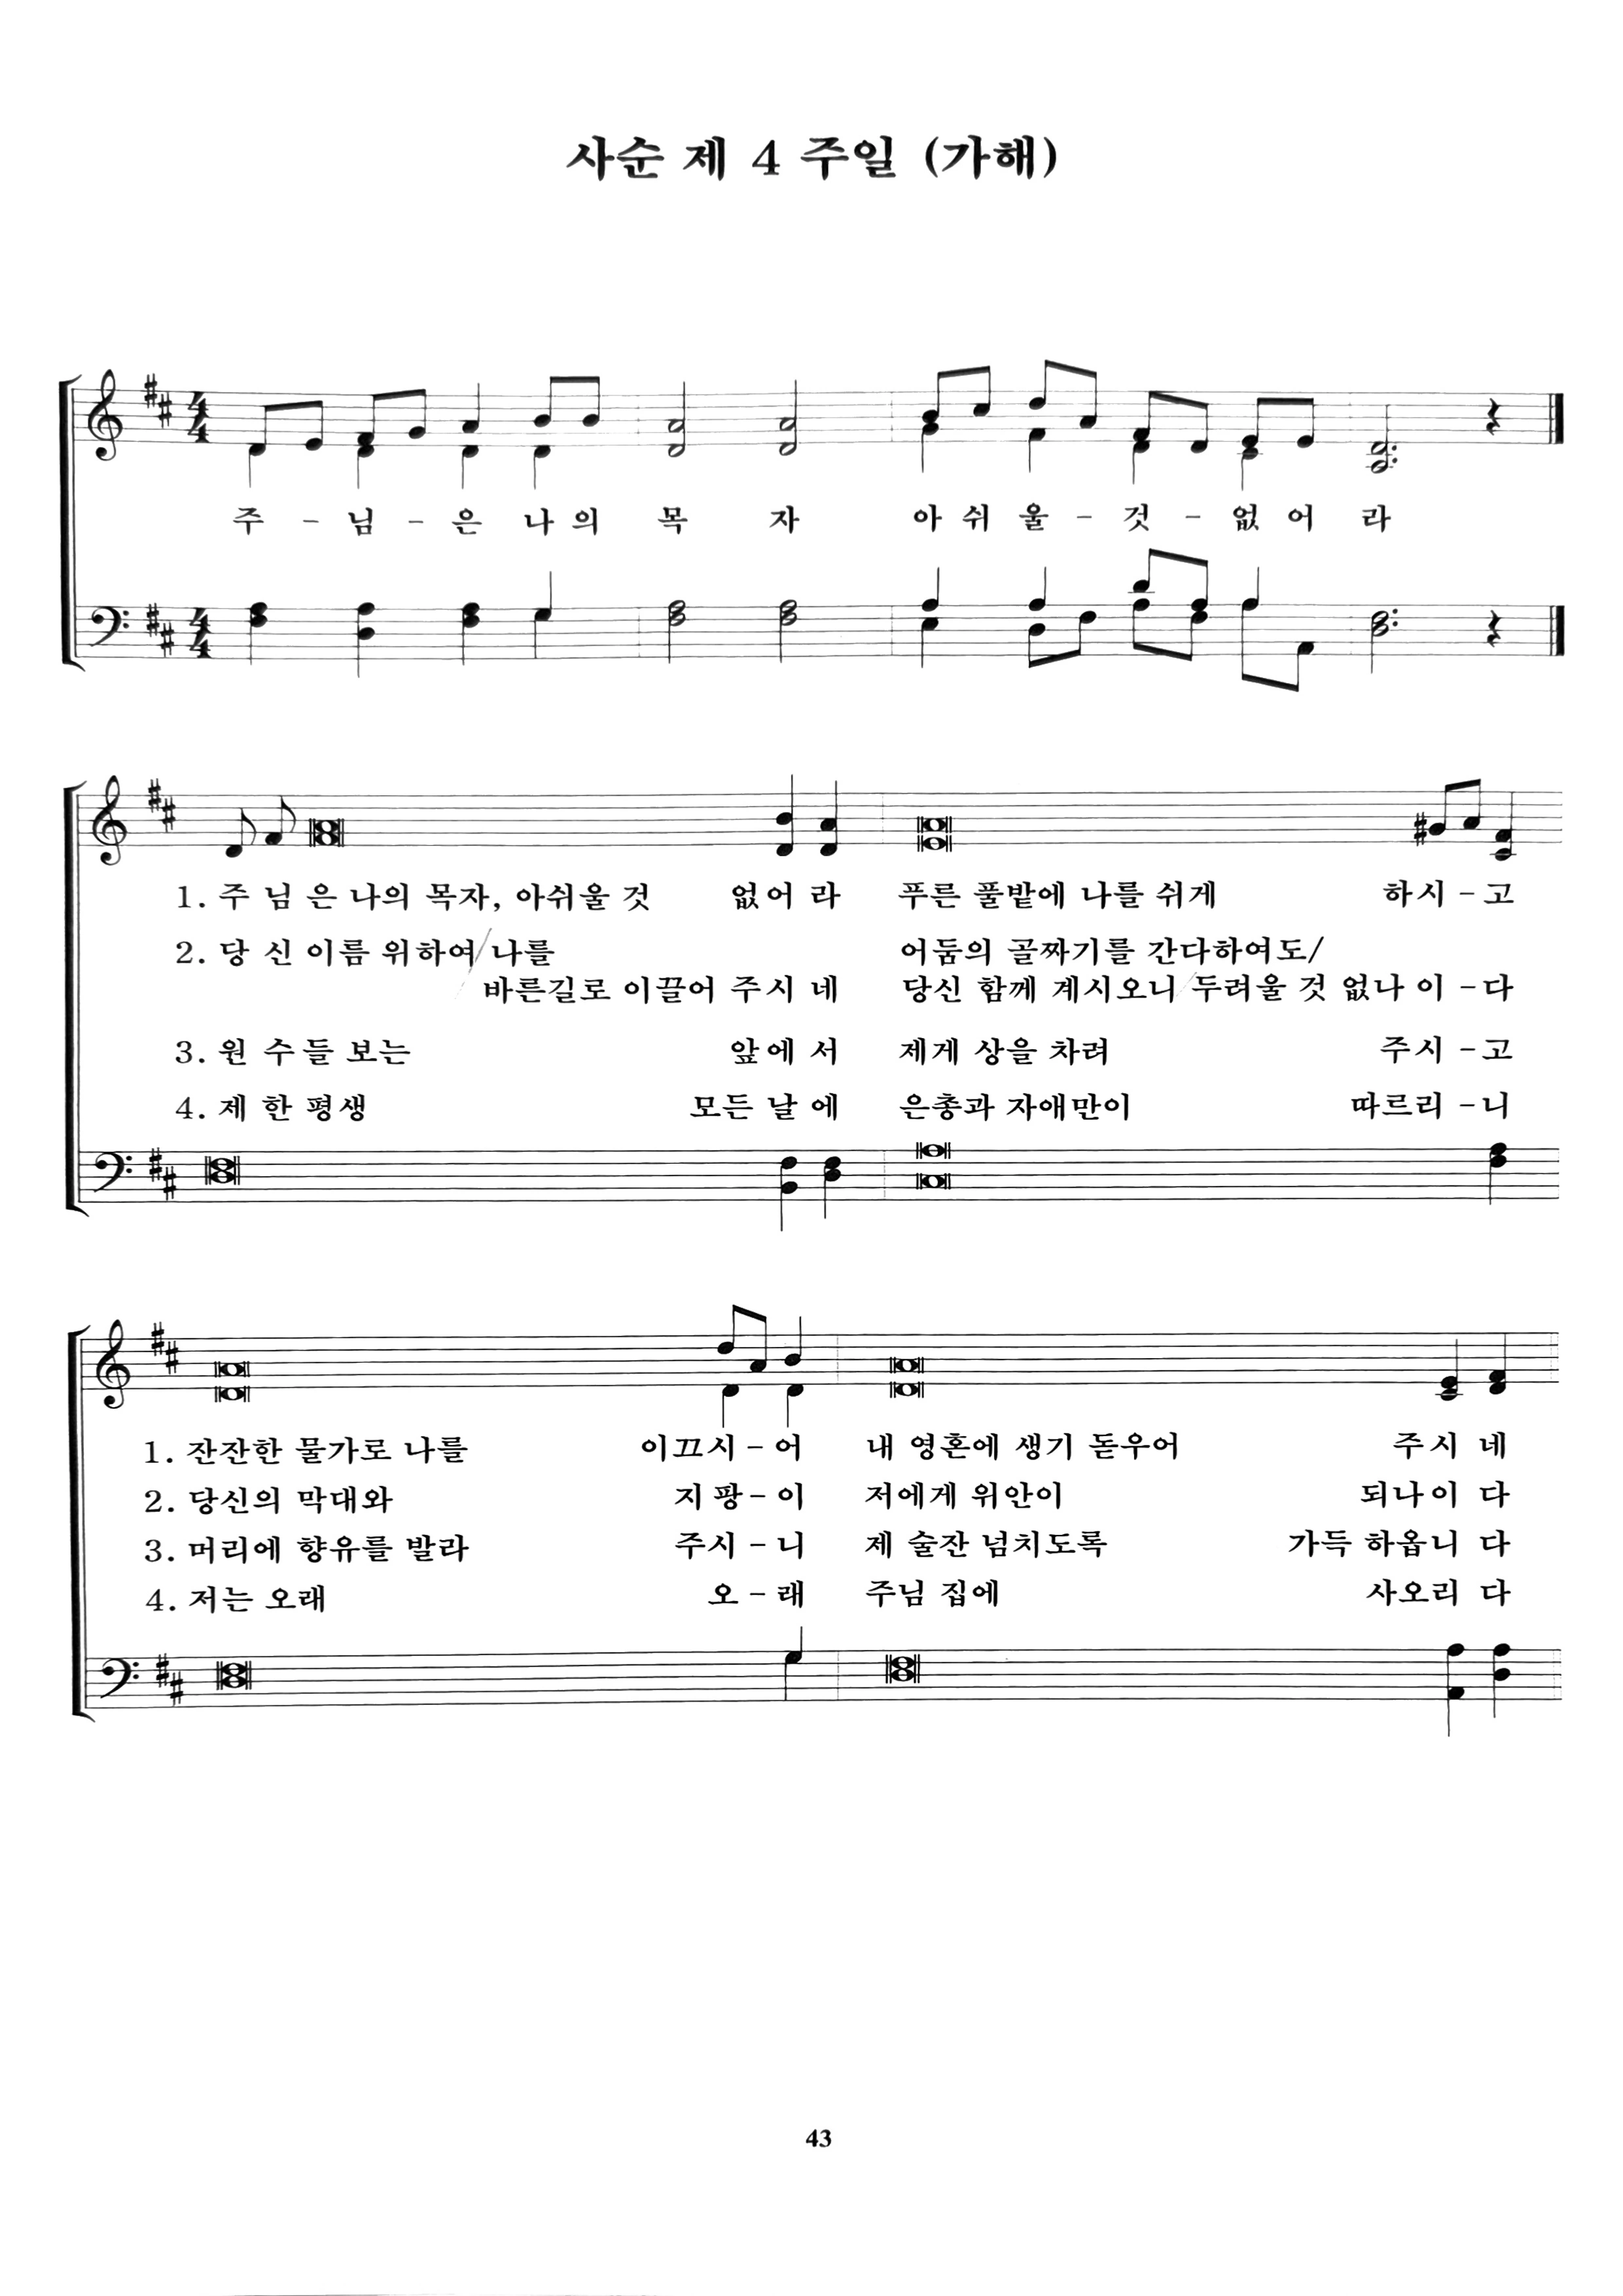 사순 제 4 주일 (가해)
주 - 님 - 은 나 의 목 자 아 쉬 울 - 것 - 없 어 라
1. 주 님 은 나의 목자, 아쉬울 것 없어 라 푸른 풀밭에 나를 쉬게 하시 - 고
2. 당 신 이름 위하여/나를 어둠의 골짜기를 간다하여도/
바른길로 이끌어 주시 네 당신 함께 계시오니/두려울 것 없나 이 - 다
3. 원 수 들 보는 앞에 서 제게 상을 차려 주시 - 고
4. 제 한 평생 모든 날 에 은총과 자애만이 따르리 - 니
1. 잔잔한 물가로 나를 이끄시 - 어 내 영혼에 생기 돋우어 주시 네
2. 당신의 막대와 지팡 - 이 저에게 위안이 되나이 다
3. 머리에 향유를 발라 주시 - 니 제 술잔 넘치도록 가득 하옵니 다
4. 저는 오래 오 - 래 주님 집에 사오리 다
43